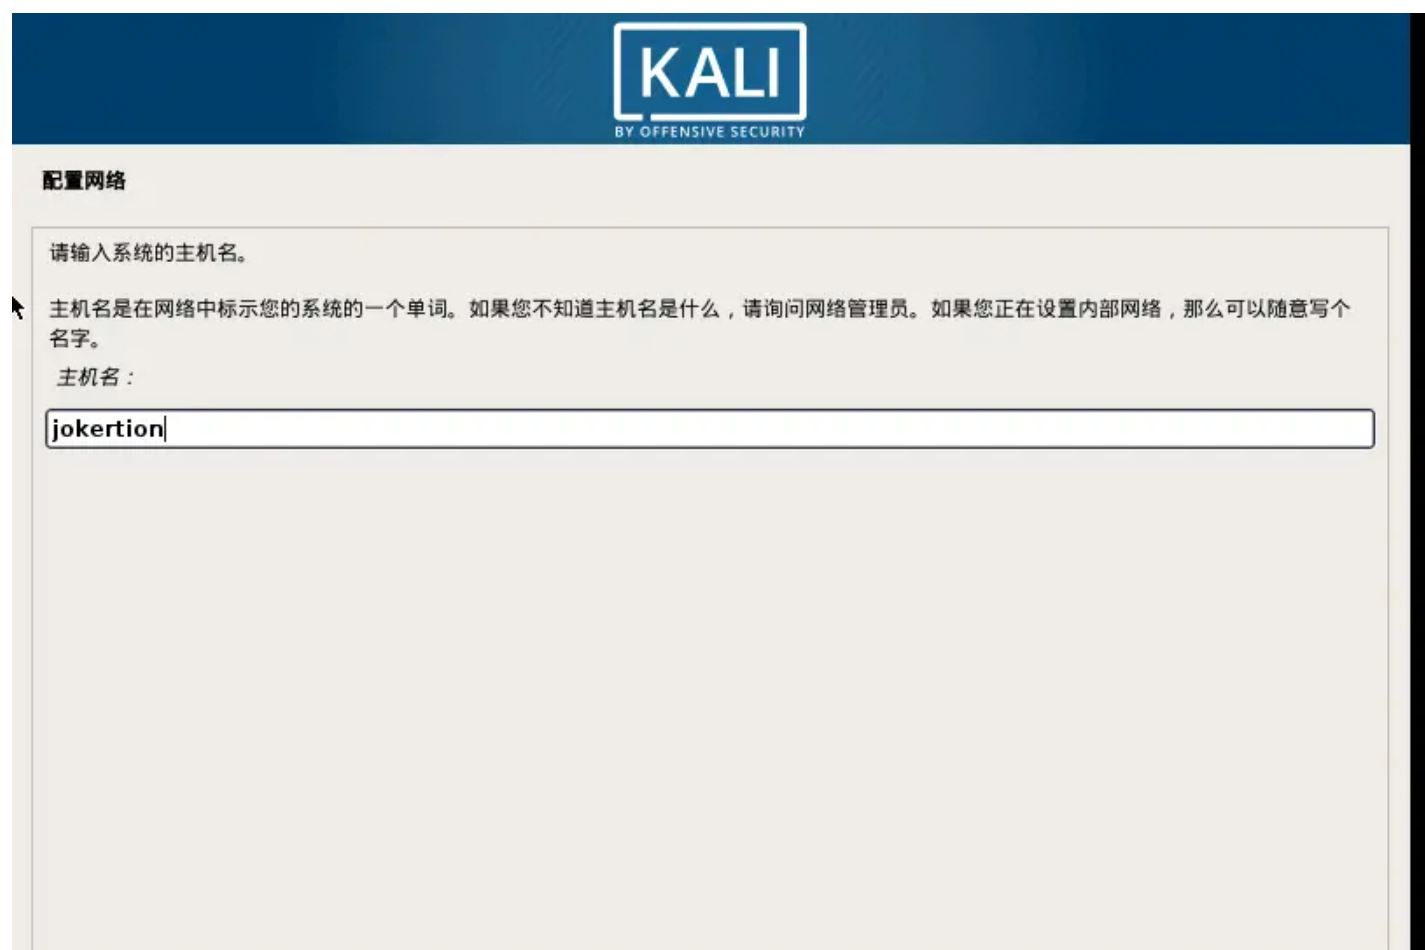 KALI
BY OFFENSIVE SECURITY
配置网络
请输入系统的主机名。
主机名是在网络中标示您的系统的一个单词。如果您不知道主机名是什么，请询问网络管理员。如果您正在设置内部网络，那么可以随意写个
名字。
主机名：
jokertion